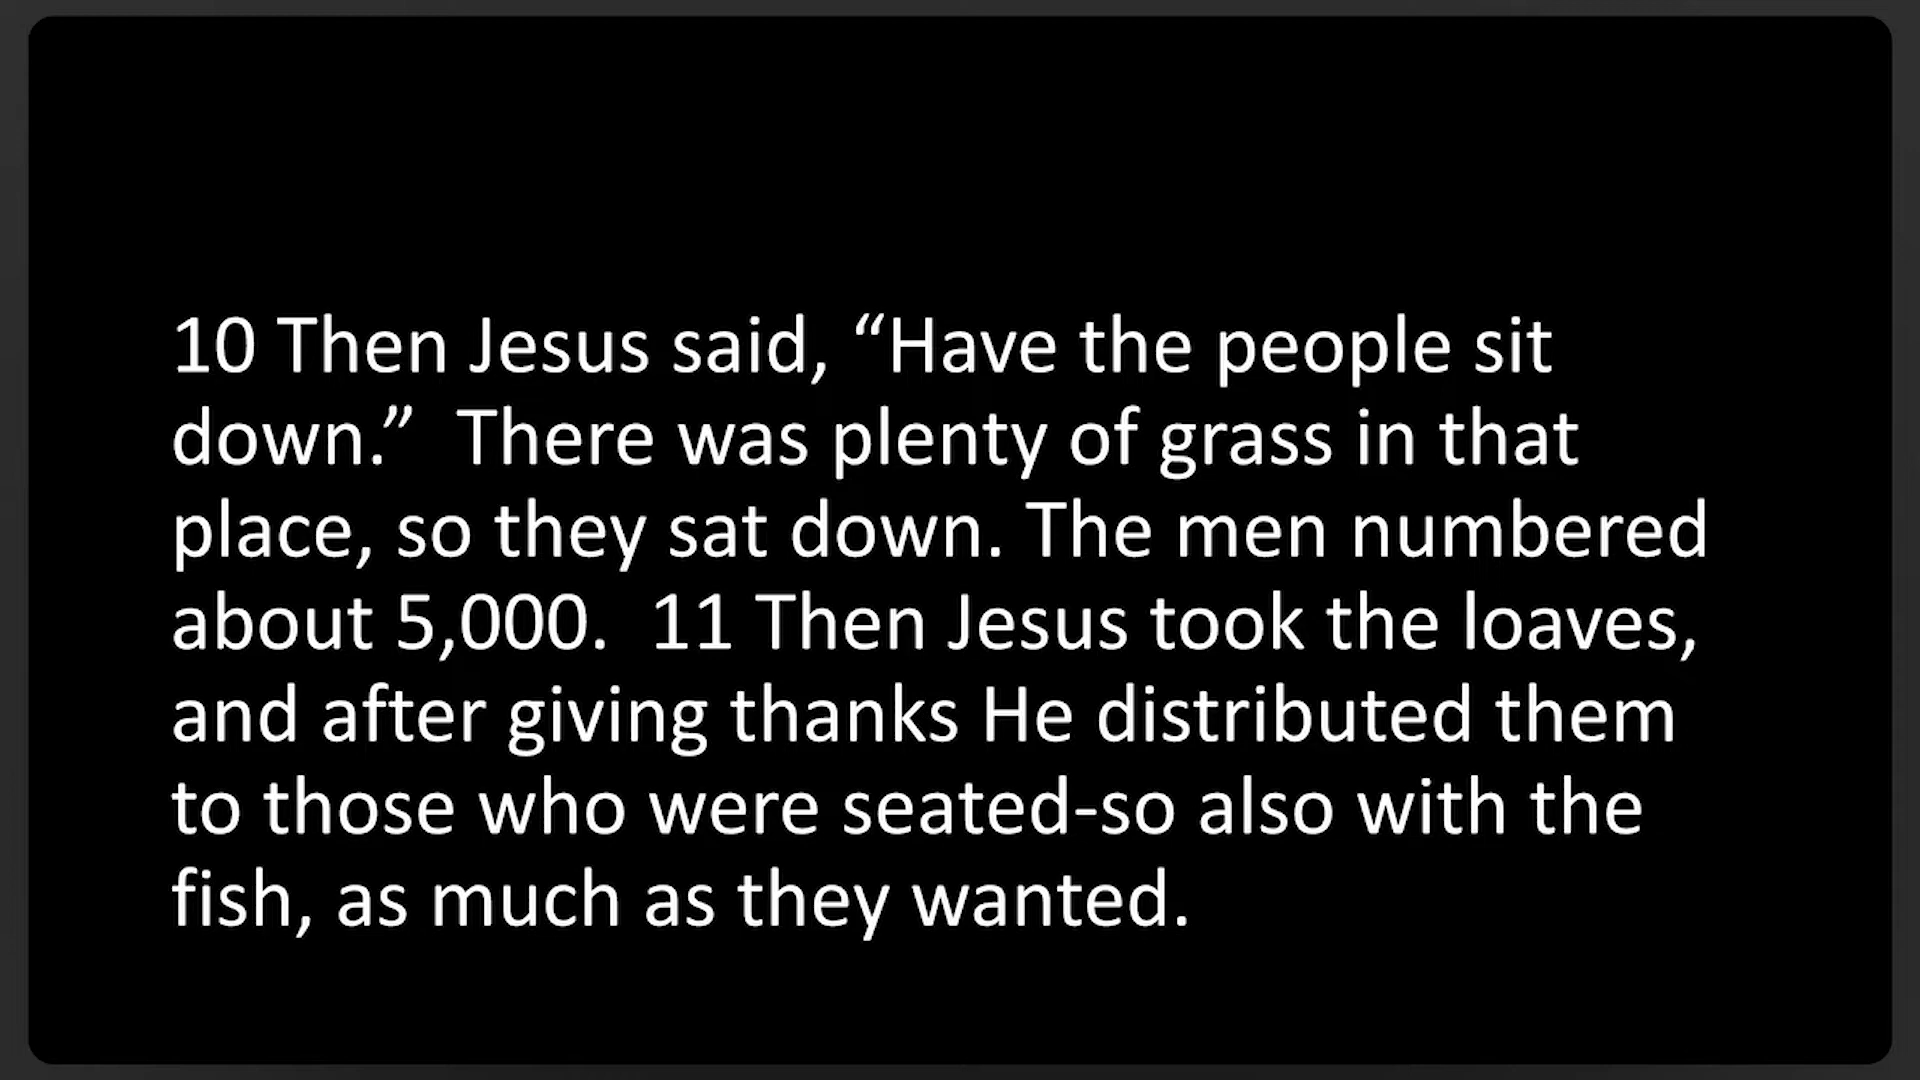 10 Then Jesus said, “Have the people sit
down.”  There was plenty of grass in that
place, so they sat down. The men numbered
about 5,000.  11 Then Jesus took the loaves,
and after giving thanks He distributed them
to those who were seated-so also with the
fish, as much as they wanted.